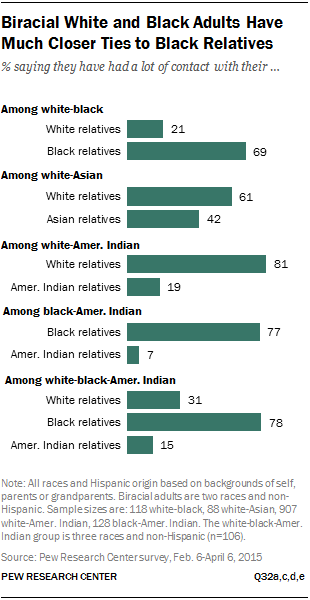 Biracial White and Black Adults Have
Much Closer Ties to Black Relatives
% saying they have had a lot of contact with their ...
Among white-black
White relatives 21
Black relatives 69
Among white-Asian
White relatives 61
Asian relatives 42
Among white-Amer. Indian
White relatives 81
Amer. Indian relatives 19
Among black-Amer. Indian
Black relatives 77
Amer. Indian relatives 7
Among white-black-Amer. Indian
White relatives 31
Black relatives 78
Amer. Indian relatives 15
Note: All races and Hispanic origin based on backgrounds of self,
parents or grandparents. Biracial adults are two races and non-
Hispanic. Sample sizes are: 118 white-black, 88 white-Asian, 907
white-Amer. Indian, 128 black-Amer. Indian. The white-black-Amer.
Indian group is three races and non-Hispanic (n=106).
Source: Pew Research Center survey, Feb. 6-April 6, 2015
PEW RESEARCH CENTER Q32a,c,d,e